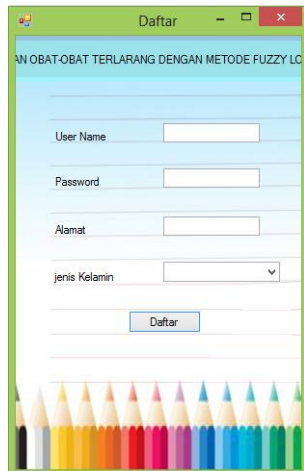 Daftar
AN OBAT-OBAT TERLARANG DENGAN METODE FUZZY LO
User Name
Password
Alamat
jenis Kelamin
Daftar